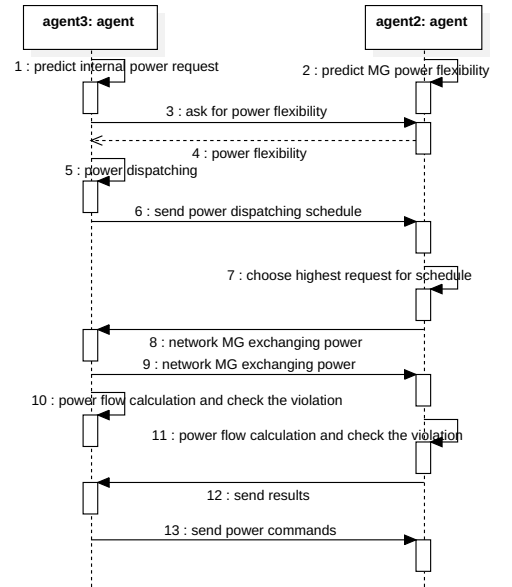 agent3: agent
agent2: agent
1 : predict internal power request
2 : predict MG power flexibility
3 : ask for power flexibility
4 : power flexibility
5 : power dispatching
6 : send power dispatching schedule
7 : choose highest request for schedule
8 : network MG exchanging power
9 : network MG exchanging power
10 : power flow calculation and check the violation
11 : power flow calculation and check the violation
12 : send results
13 : send power commands